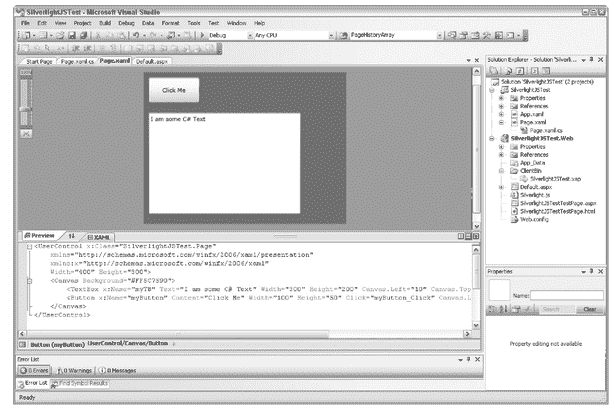 SilverlightJSTest - Microsoft Visual Studio
File Edit View Project Build Debug Data Format Tools Test Window Help
Debug Any CPU PageHistoryArray
Start Page Page.xaml.cs Page.xaml Default.aspx
Click Me
I am some C# Text
Preview XAML
<UserControl x:Class="SilverlightJSTest.Page"
xmlns="http://schemas.microsoft.com/winfx/2006/xaml/presentation"
xmlns:x="http://schemas.microsoft.com/winfx/2006/xaml"
Width="400" Height="300">
<Canvas Background="#FF5C7590">
<TextBox x:Name="myTB" Text="I am some C# Text" Width="300" Height="200" Canvas.Left="10" Canvas.Top
<Button x:Name="myButton" Content="Click Me" Width="100" Height="50" Click="myButton_Click" Canvas.L
</Canvas>
</UserControl>
Button (myButton) UserControl/Canvas/Button
Error List
0 Errors 0 Warnings 0 Messages
Error List Find Symbol Results
Ready
Solution Explorer - Solution 'Silverli...
Solution 'SilverlightJSTest' (2 projects)
SilverlightJSTest
Properties
References
App.xaml
Page.xaml
Page.xaml.cs
SilverlightJSTest.Web
Properties
References
App_Data
ClientBin
SilverlightJSTest.xap
Default.aspx
Silverlight.js
SilverlightJSTestTestPage.aspx
SilverlightJSTestTestPage.html
Web.config
Properties
Name:
Search Clear
Property editing not available